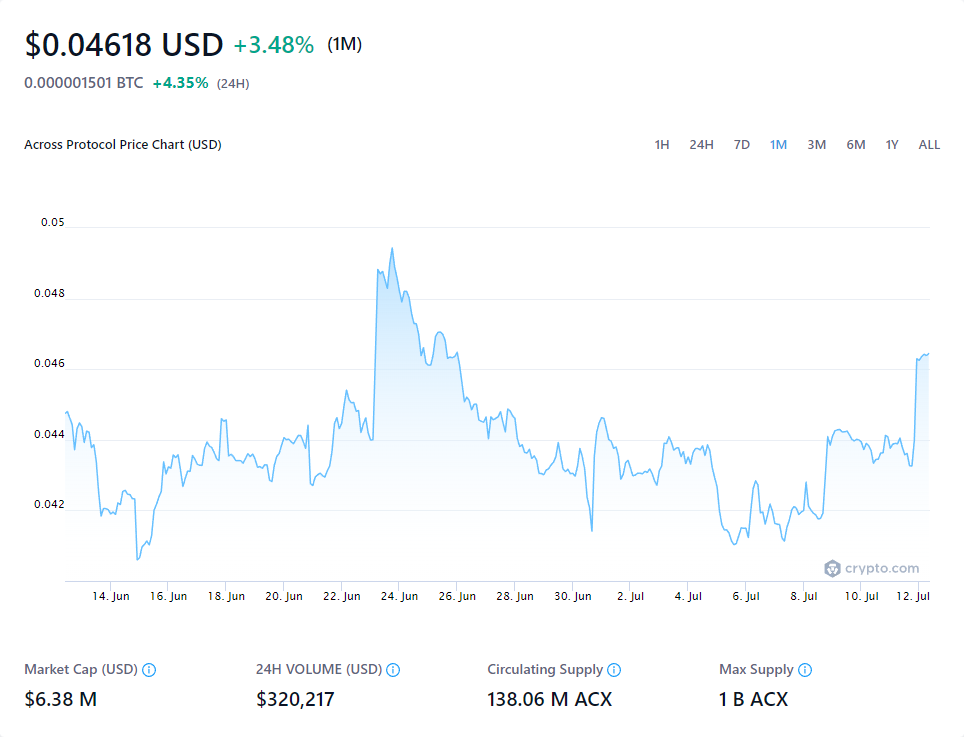 $0.04618 USD +3.48% (1M)
0.000001501 BTC +4.35% (24H)
Across Protocol Price Chart (USD) 1H 24H 7D 1M 3M 6M 1Y ALL
0.05
0.048
0.046
0.044
0.042
crypto.com
14. Jun 16. Jun 18. Jun 20. Jun 22. Jun 24. Jun 26. Jun 28. Jun 30. Jun 2. Jul 4. Jul 6. Jul 8. Jul 10. Jul 12. Jul
Market Cap (USD) 24H VOLUME (USD) Circulating Supply Max Supply
$6.38 M $320,217 138.06 M ACX 1 B ACX